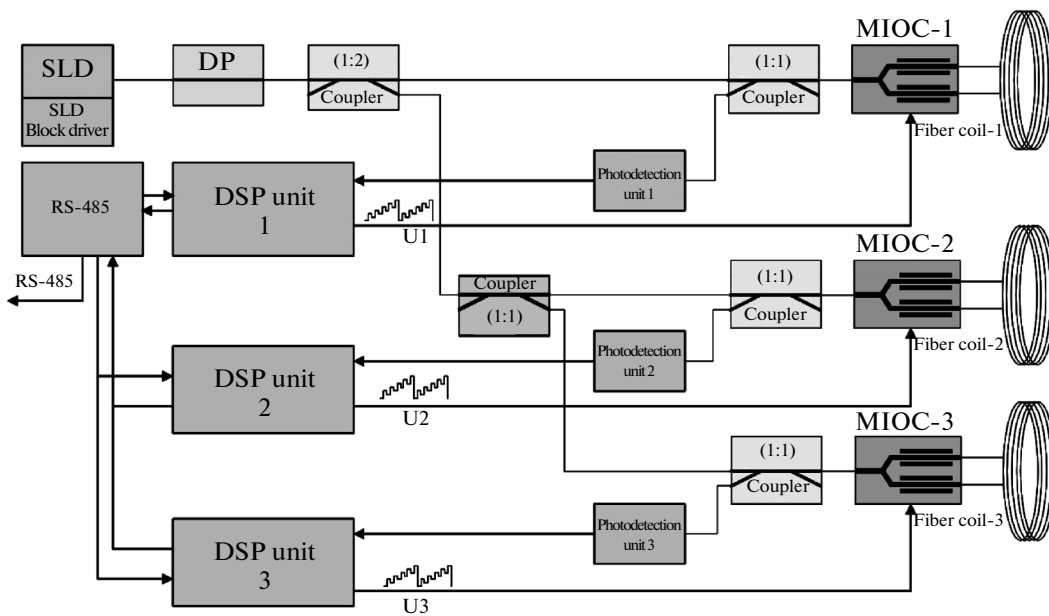 SLD
SLD
Block driver
DP
(1:2)
Coupler
(1:1)
Coupler
MIOC-1
Fiber coil-1
RS-485
DSP unit
1
Photodetection
unit 1
U1
RS-485
Coupler
(1:1)
(1:1)
Coupler
MIOC-2
Fiber coil-2
DSP unit
2
Photodetection
unit 2
U2
(1:1)
Coupler
MIOC-3
Fiber coil-3
DSP unit
3
Photodetection
unit 3
U3